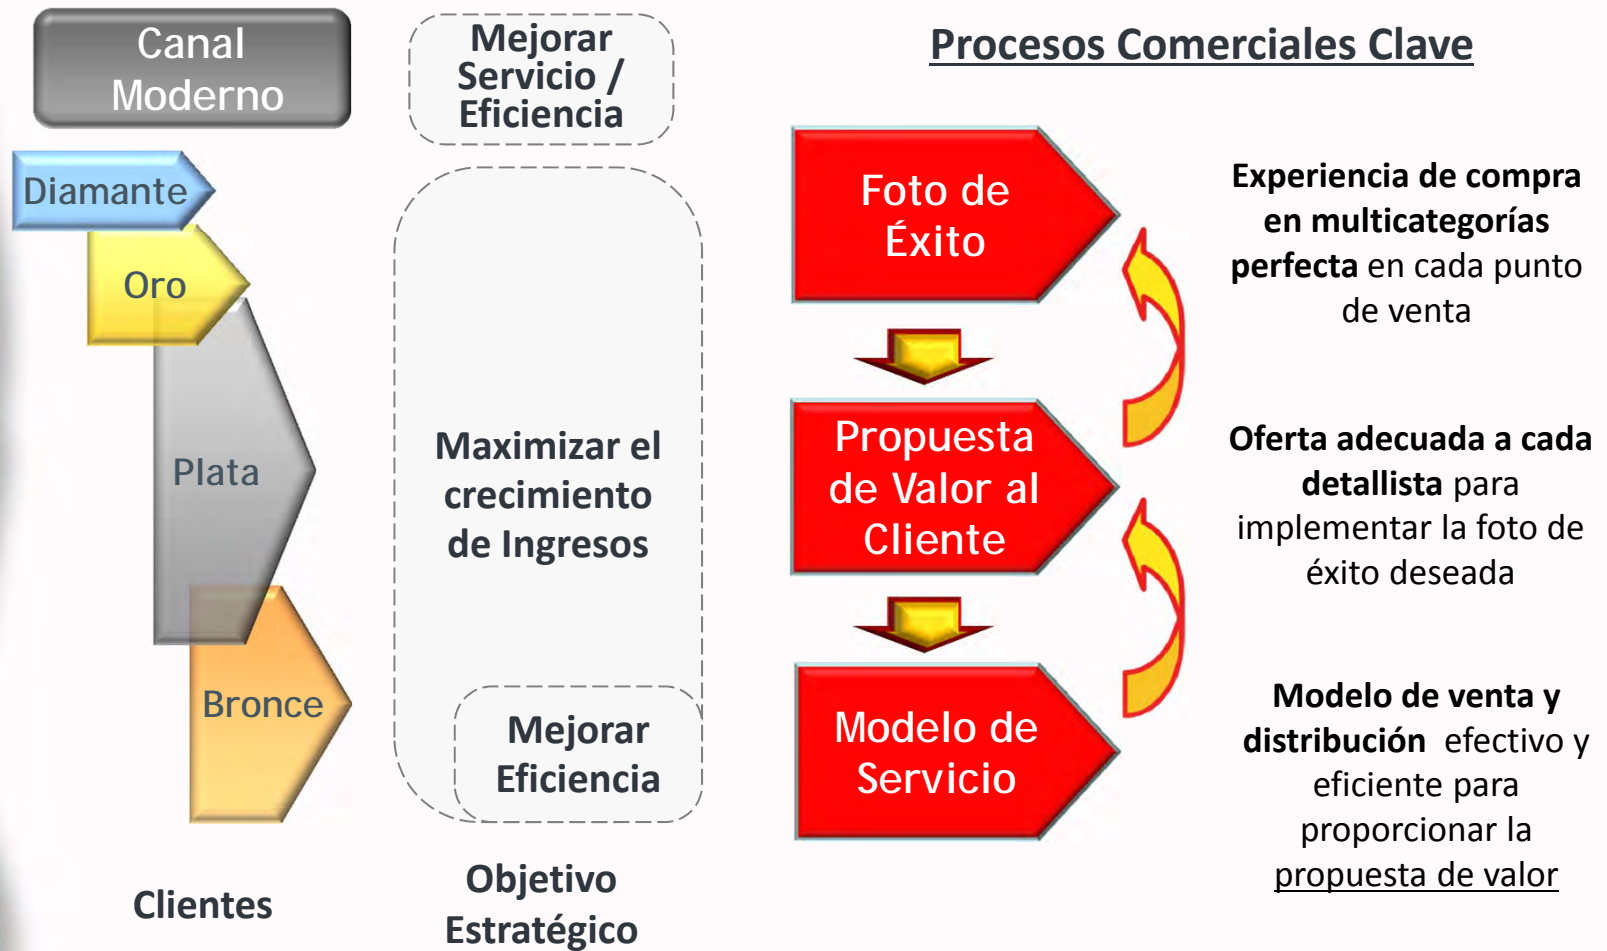 Canal
Moderno
Diamante
Oro
Plata
Bronce
Clientes
Mejorar
Servicio /
Eficiencia
Maximizar el
crecimiento
de Ingresos
Mejorar
Eficiencia
Objetivo
Estratégico
Procesos Comerciales Clave
Foto de
Éxito
Experiencia de compra
en multicategorías
perfecta en cada punto
de venta
Propuesta
de Valor al
Cliente
Oferta adecuada a cada
detallista para
implementar la foto de
éxito deseada
Modelo de
Servicio
Modelo de venta y
distribución efectivo y
eficiente para
proporcionar la
propuesta de valor